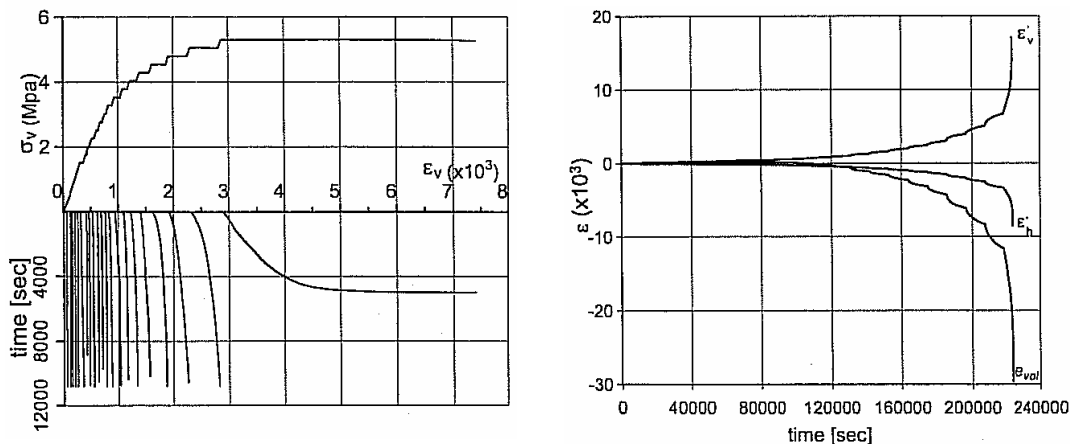 6
4
2
σv (Mpa)
εv (x10³)
0 1 2 3 4 5 6 7 8
4000
8000
12000
time [sec]
20
10
0
-10
-20
-30
ε (x10³)
ε'v
ε'h
evol
0 40000 80000 120000 160000 200000 240000
time [sec]